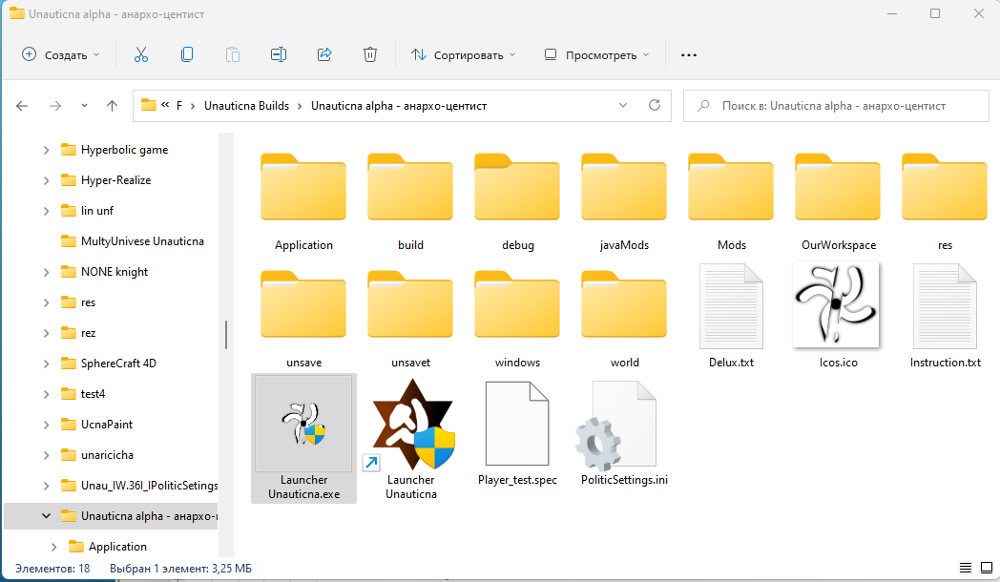 Unauticna alpha - анархо-центист
Создать
Сортировать
Просмотреть
« F > Unauticna Builds > Unauticna alpha - анархо-центист
Поиск в: Unauticna alpha - анархо-центист
Hyperbolic game
Hyper-Realize
lin unf
MultyUnivese Unauticna
NONE knight
res
rez
SphereCraft 4D
test4
UcnaPaint
unaricicha
Unau_IW.36l_IPoliticSetings
Unauticna alpha - анархо-
Application
Application
build
debug
javaMods
Mods
OurWorkspace
res
unsave
unsavet
windows
world
Delux.txt
Icos.ico
Instruction.txt
Launcher
Unauticna.exe
Launcher
Unauticna
Player_test.spec
PoliticSettings.ini
Элементов: 18
Выбран 1 элемент: 3,25 МБ